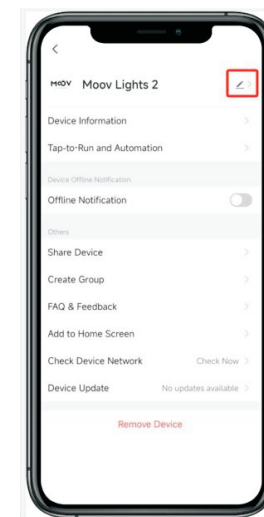 MOOV Moov Lights 2
Device Information
Tap-to-Run and Automation
Device Offline Notification
Offline Notification
Others
Share Device
Create Group
FAQ & Feedback
Add to Home Screen
Check Device Network Check Now
Device Update No updates available
Remove Device